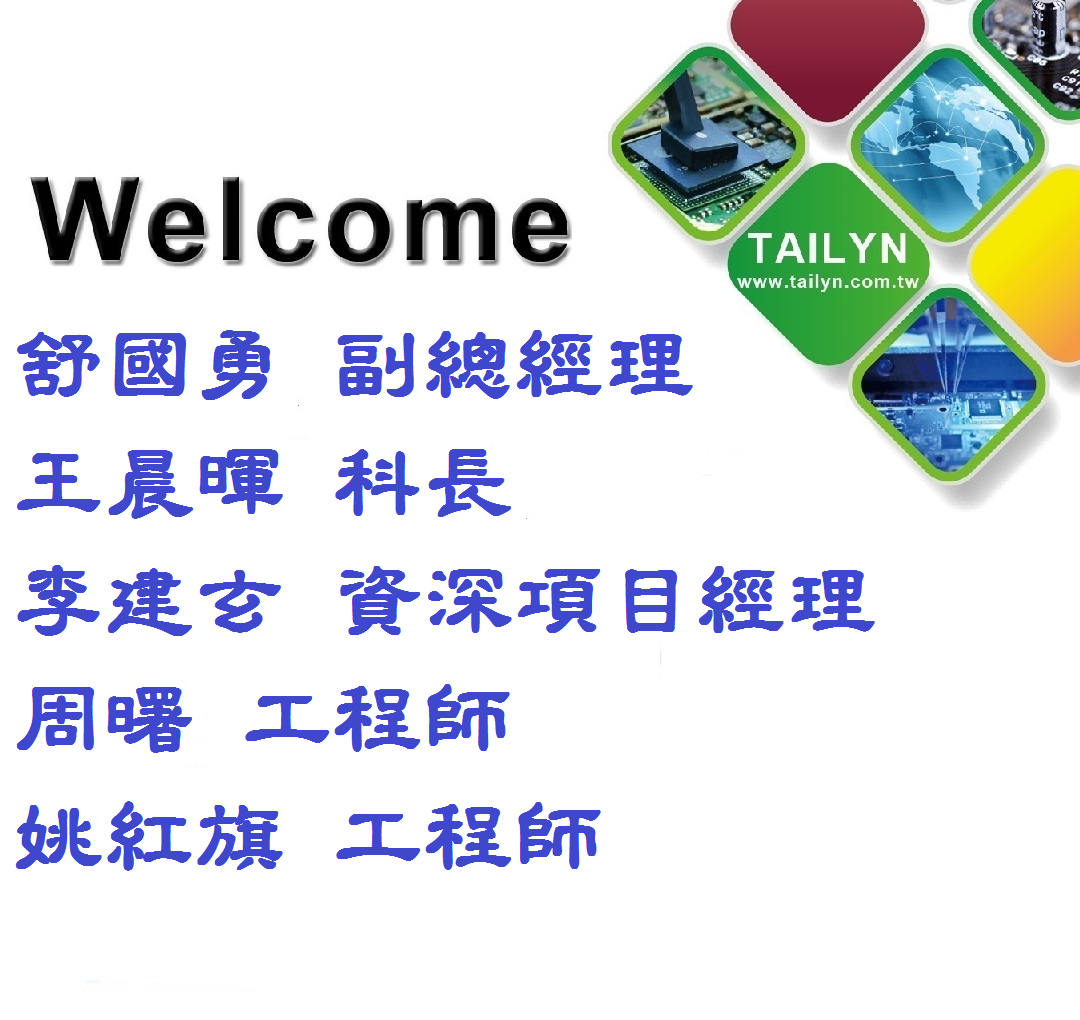 Welcome
TAILYN
www.tailyn.com.tw
舒國勇 副總經理
王晨暉 科長
李建玄 資深項目經理
周曙 工程師
姚紅旗 工程師